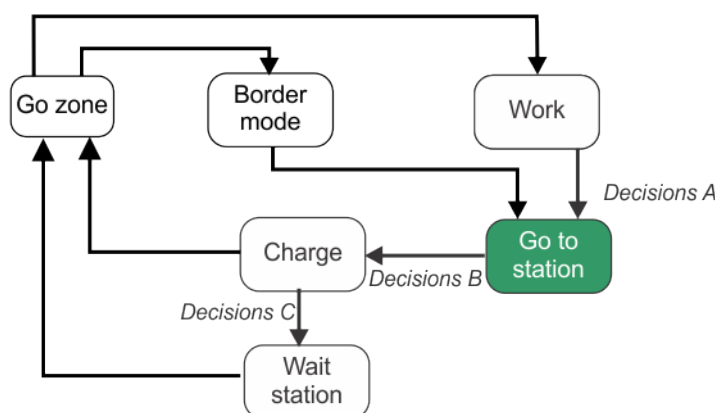 Go zone
Border
mode
Work
Decisions A
Go to
station
Charge
Decisions B
Decisions C
Wait
station